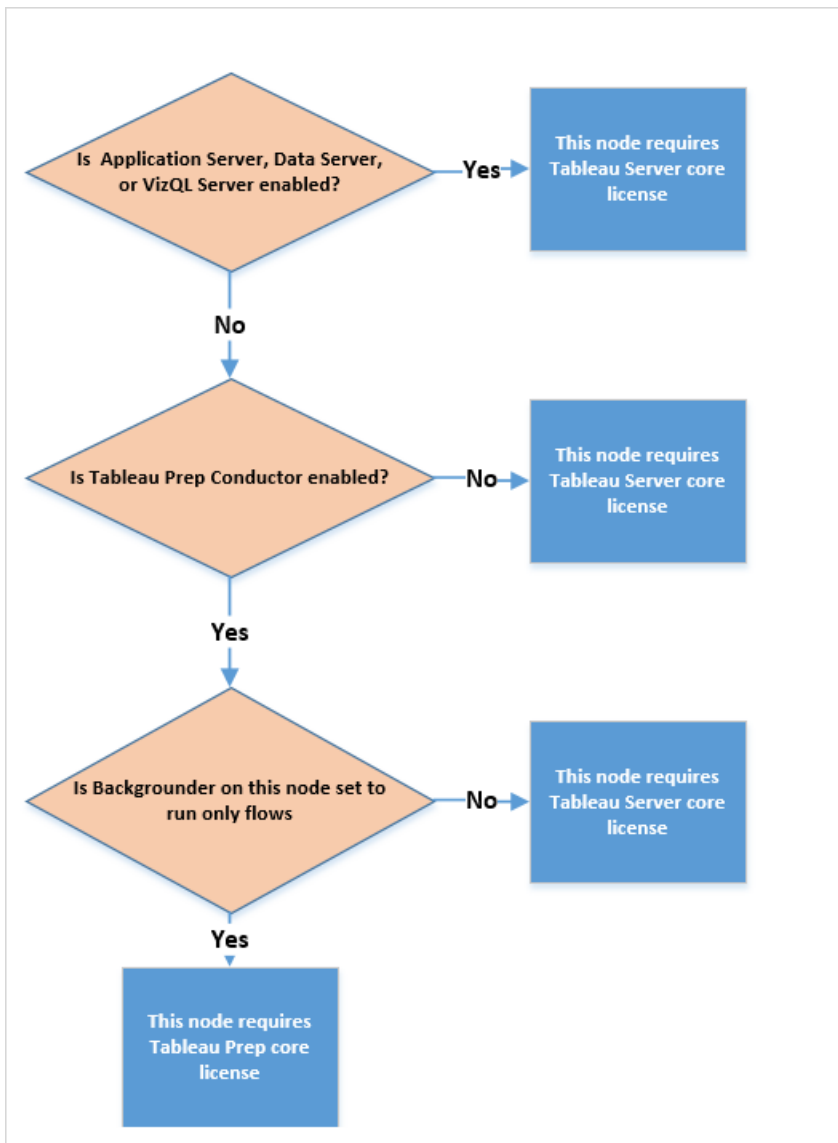 Is Application Server, Data Server,
or VizQL Server enabled?
Yes
This node requires
Tableau Server core
license
No
Is Tableau Prep Conductor enabled?
No
This node requires
Tableau Server core
license
Yes
Is Backgrounder on this node set to
run only flows
No
This node requires
Tableau Server core
license
Yes
This node requires
Tableau Prep core
license